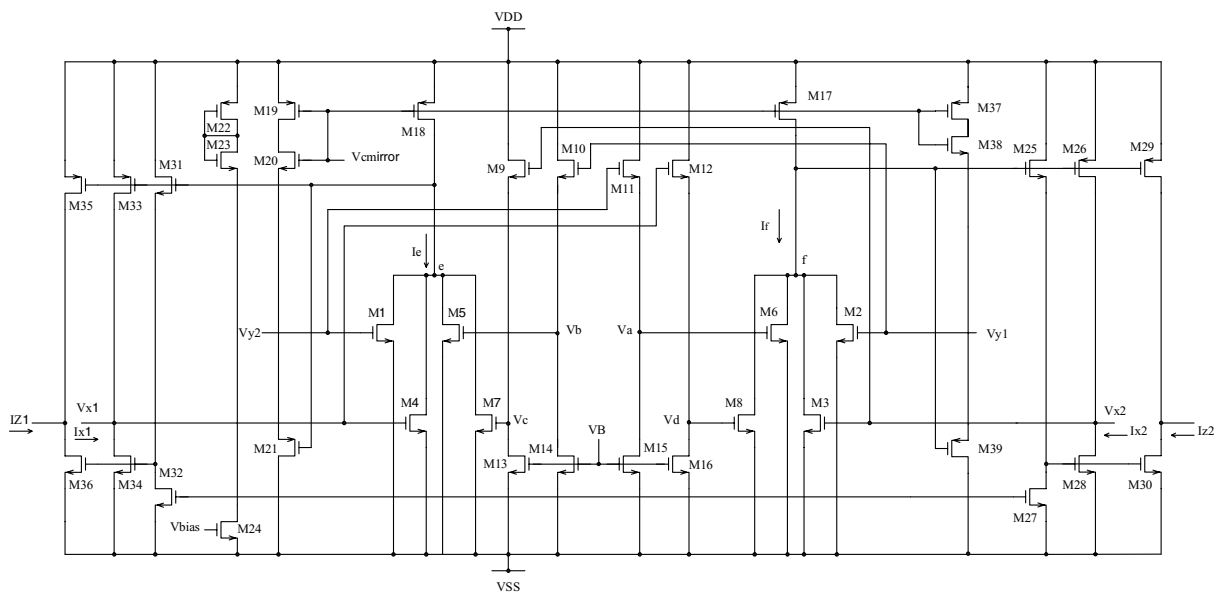 VDD
M17
M19
M22
M18
M37
M23
M20
Vcmirror
M38
M31
M9
M10
M11
M12
M25
M26
M29
M35
M33
Ie
If
e
f
M1
M5
M6
M2
Vy2
Vb
Va
Vy1
M4
M7
M8
M3
IZ1
Vx1
Ix1
Vc
Vd
Vx2
Ix2
Iz2
M21
VB
M13
M14
M15
M16
M39
M36
M34
M32
M28
M30
M27
Vbias
M24
VSS